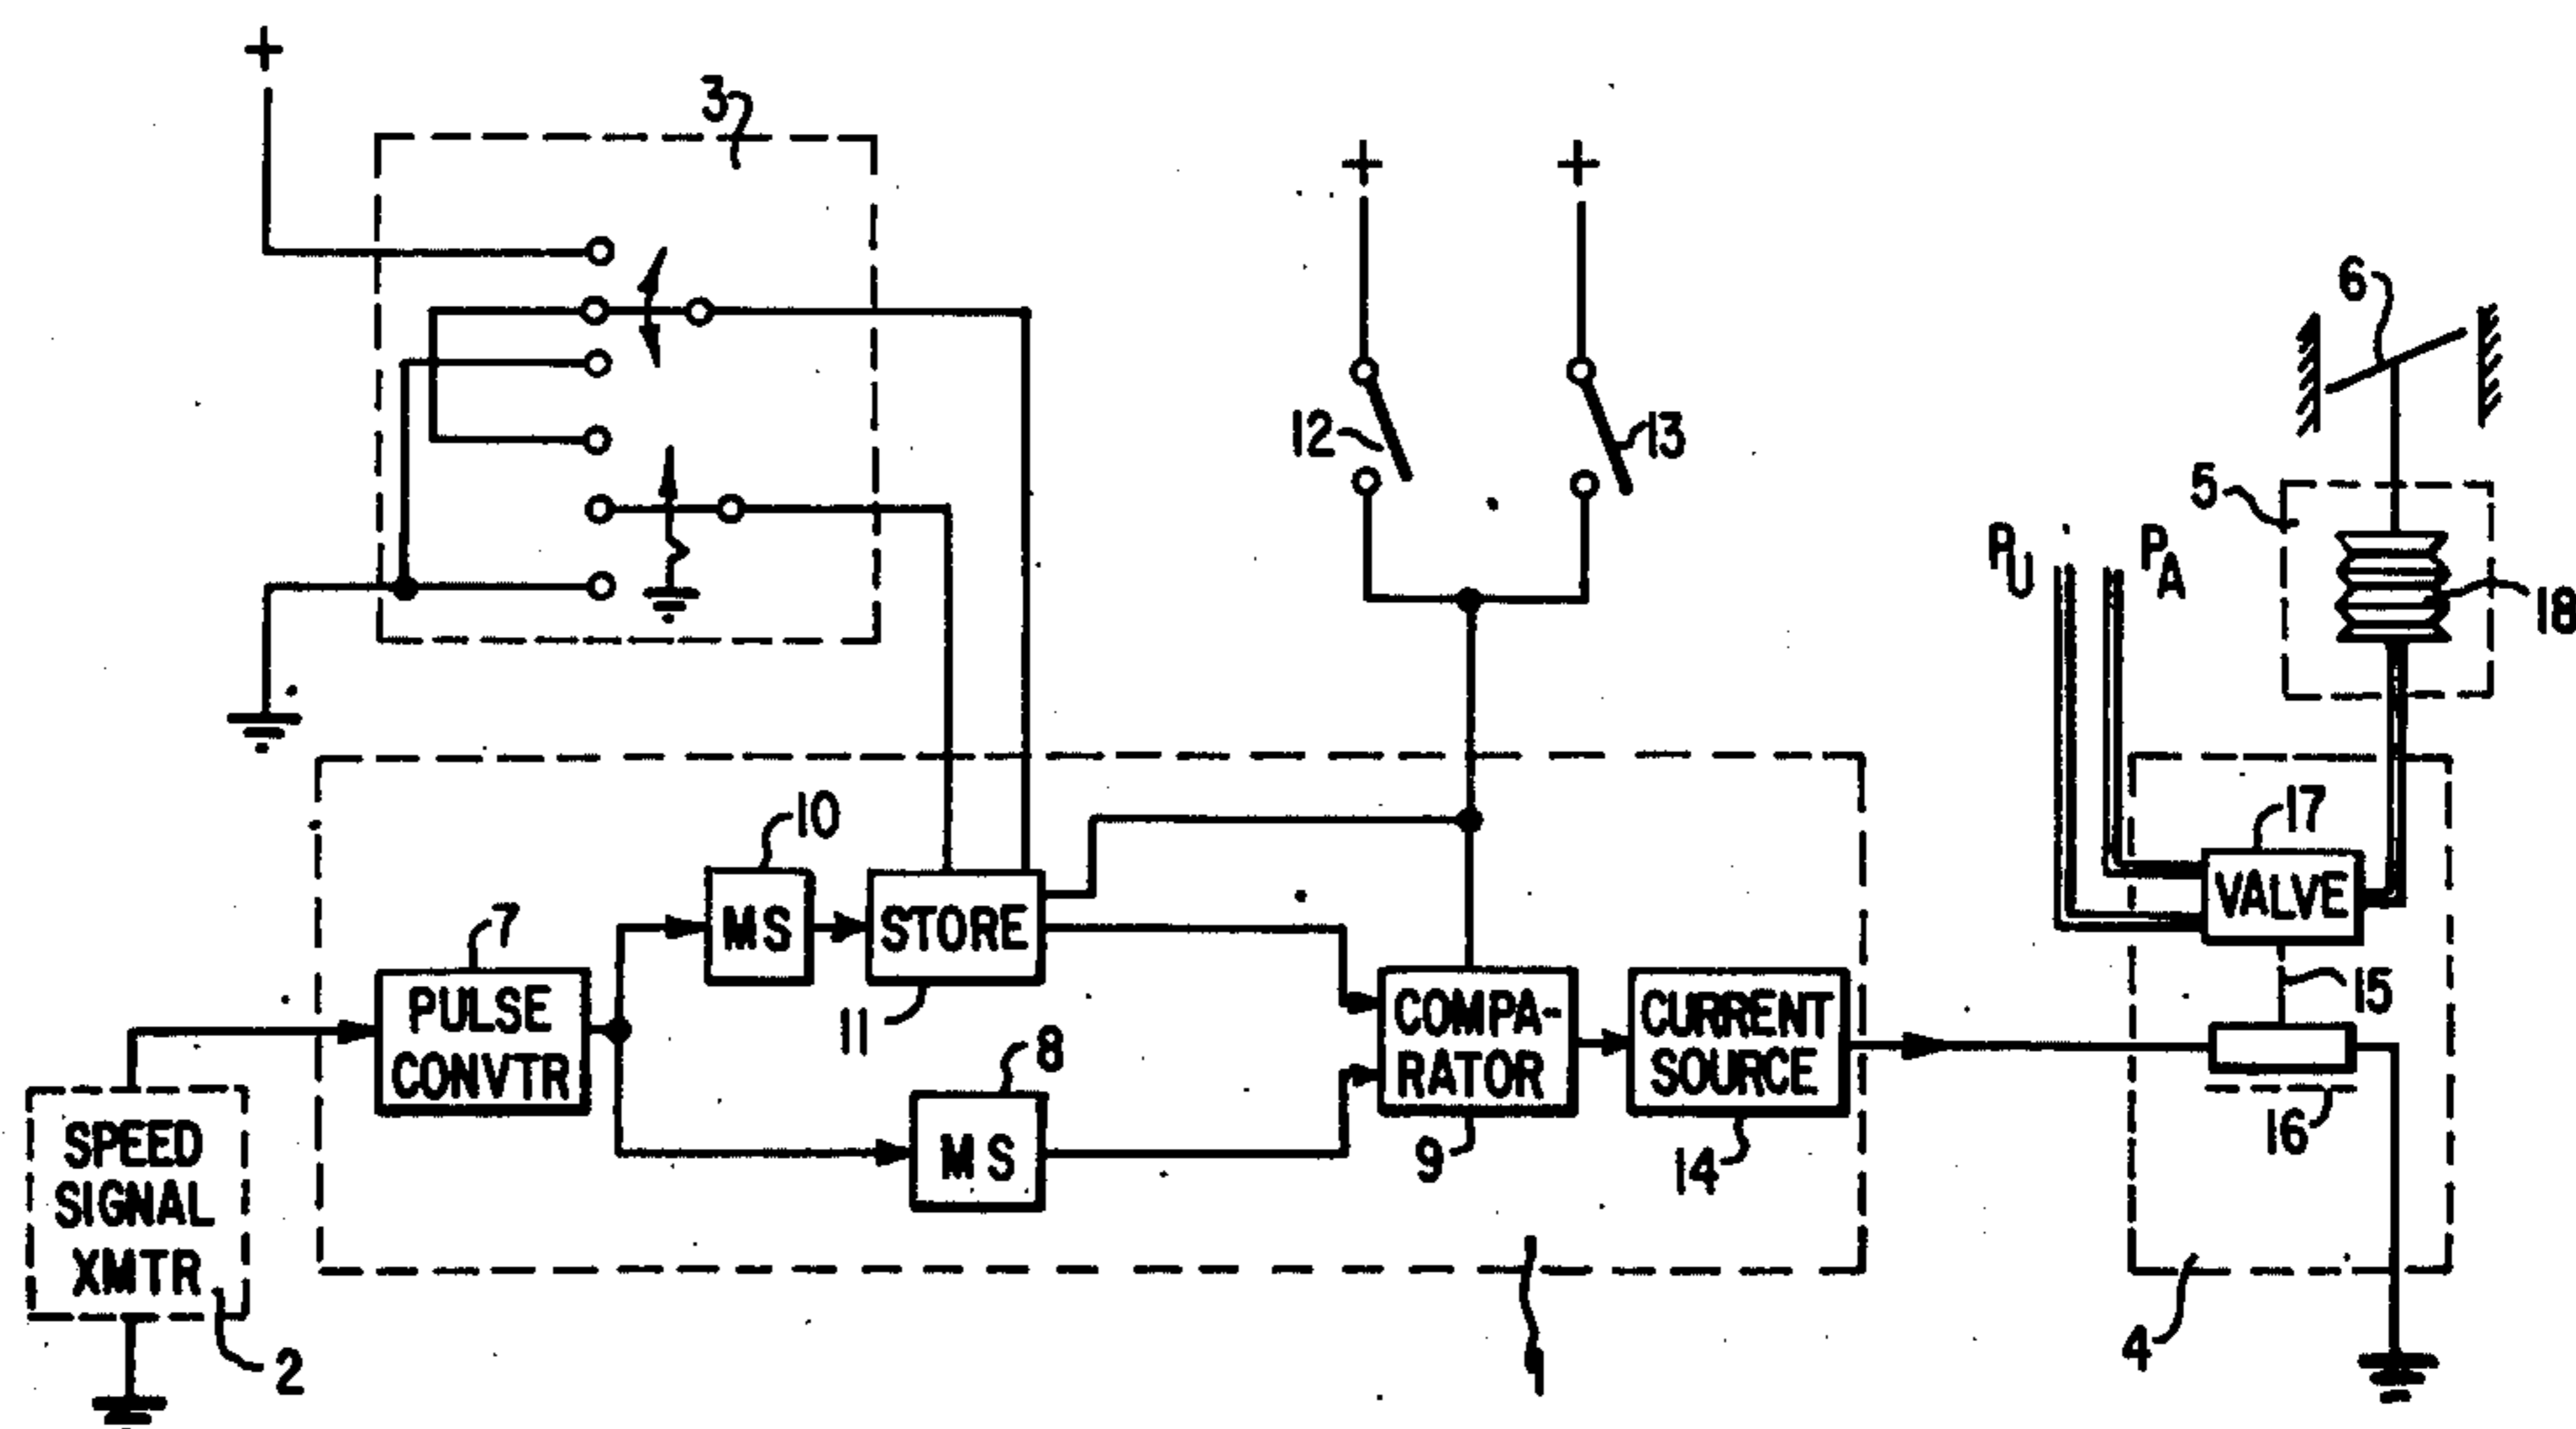 +
3
+
+
6
12
13
5
PU
PA
18
10
17
7
MS
STORE
VALVE
PULSE
CONVTR
11
8
COMPA-
RATOR
CURRENT
SOURCE
15
MS
9
14
16
SPEED
SIGNAL
XMTR
2
1
4